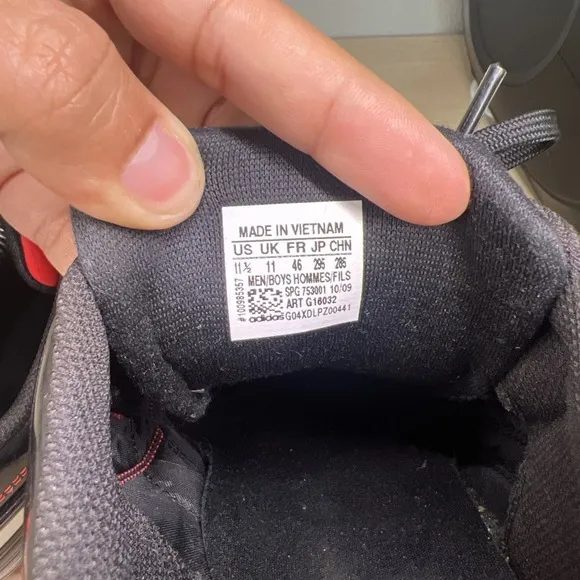 MADE IN VIETNAM
US UK FR JP CHN
11½ 11 46 295 285
MEN/BOYS HOMMES/FILS
SPG 753001 10/09
ART G16032
adidas G04XDLPZ00441
#100985357